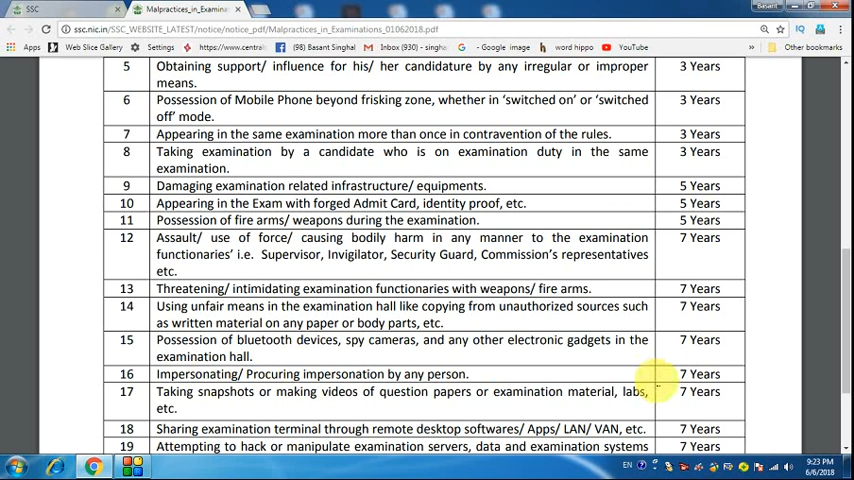 SSC
Malpractices_in_Examina
Basant
ssc.nic.in/SSC_WEBSITE_LATEST/notice/notice_pdf/Malpractices_in_Examinations_01062018.pdf
Apps Web Slice Gallery Settings https://www.central (98) Basant Singhal Inbox (930) - singha Google - image word hippo YouTube »
5 Obtaining support/ influence for his/ her candidature by any irregular or improper 3 Years
means.
6 Possession of Mobile Phone beyond frisking zone, whether in ‘switched on’ or ‘switched 3 Years
off’ mode.
7 Appearing in the same examination more than once in contravention of the rules. 3 Years
8 Taking examination by a candidate who is on examination duty in the same 3 Years
examination.
9 Damaging examination related infrastructure/ equipments. 5 Years
10 Appearing in the Exam with forged Admit Card, identity proof, etc. 5 Years
11 Possession of fire arms/ weapons during the examination. 5 Years
12 Assault/ use of force/ causing bodily harm in any manner to the examination 7 Years
functionaries’ i.e. Supervisor, Invigilator, Security Guard, Commission’s representatives
etc.
13 Threatening/ intimidating examination functionaries with weapons/ fire arms. 7 Years
14 Using unfair means in the examination hall like copying from unauthorized sources such 7 Years
as written material on any paper or body parts, etc.
15 Possession of bluetooth devices, spy cameras, and any other electronic gadgets in the 7 Years
examination hall.
16 Impersonating/ Procuring impersonation by any person. 7 Years
17 Taking snapshots or making videos of question papers or examination material, labs, 7 Years
etc.
18 Sharing examination terminal through remote desktop softwares/ Apps/ LAN/ VAN, etc. 7 Years
19 Attempting to hack or manipulate examination servers, data and examination systems 7 Years
EN
9:23 PM
6/6/2018